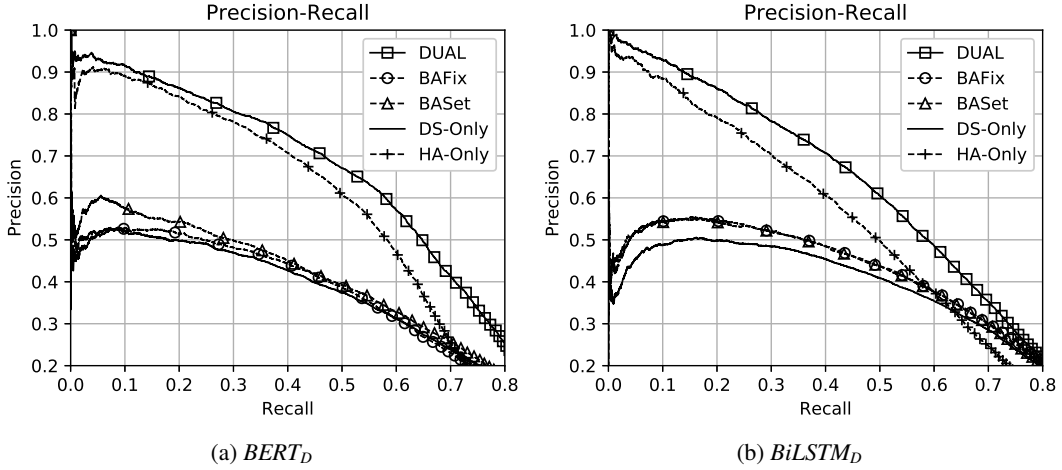 Precision-Recall
1.0
0.9
0.8
0.7
0.6
0.5
0.4
0.3
0.2
Precision
DUAL
BAFix
BASet
DS-Only
HA-Only
0.0 0.1 0.2 0.3 0.4 0.5 0.6 0.7 0.8
Recall
(a) BERT_D
Precision-Recall
1.0
0.9
0.8
0.7
0.6
0.5
0.4
0.3
0.2
Precision
DUAL
BAFix
BASet
DS-Only
HA-Only
0.0 0.1 0.2 0.3 0.4 0.5 0.6 0.7 0.8
Recall
(b) BiLSTM_D